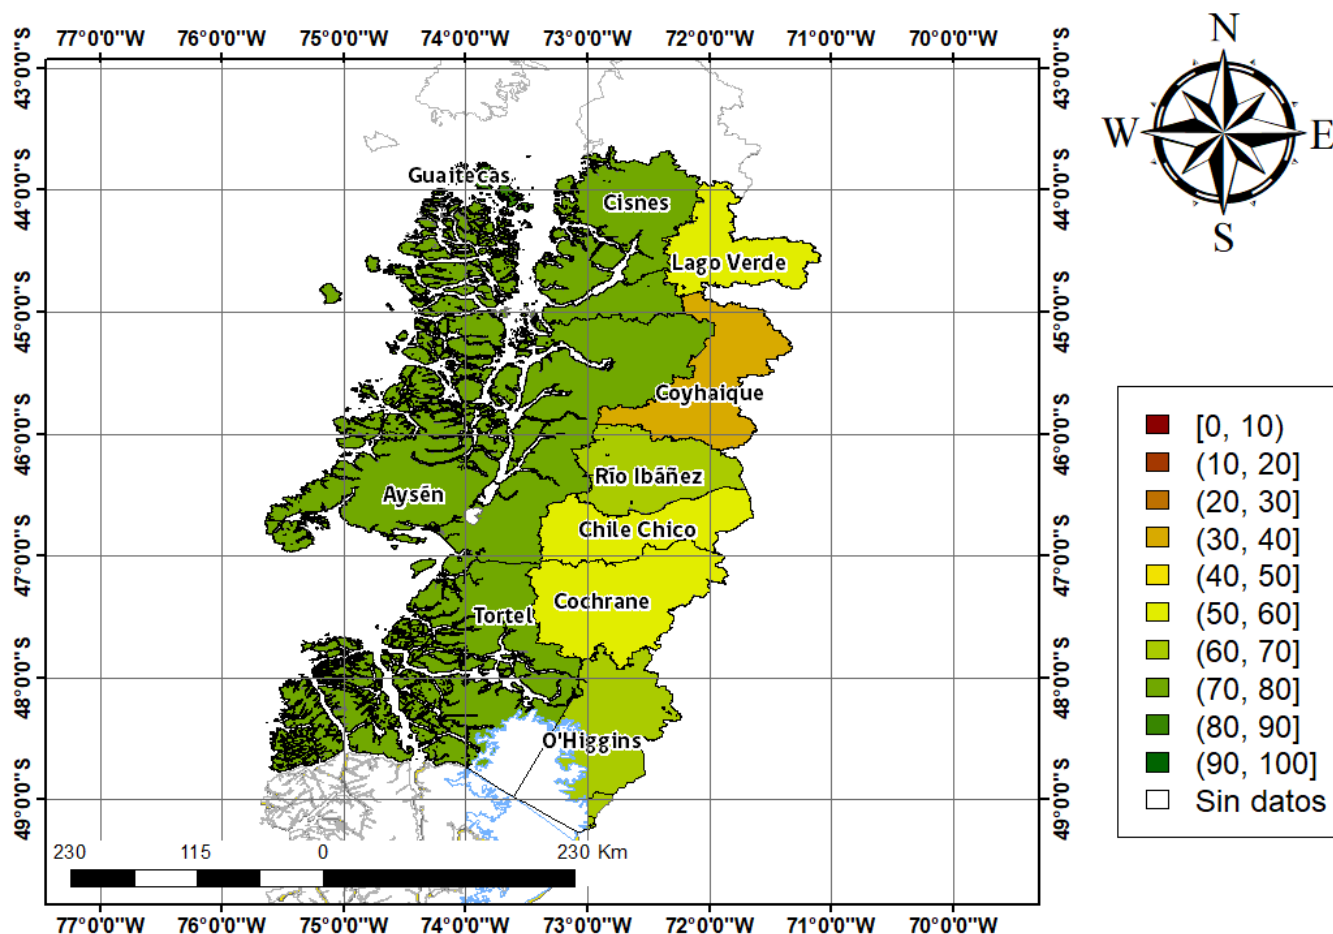 77°0'0"W 76°0'0"W 75°0'0"W 74°0'0"W 73°0'0"W 72°0'0"W 71°0'0"W 70°0'0"W
43°0'0"S
44°0'0"S
45°0'0"S
46°0'0"S
47°0'0"S
48°0'0"S
49°0'0"S
Guaitecas
Cisnes
Lago Verde
Coyhaique
Río Ibáñez
Aysén
Chile Chico
Cochrane
Tortel
O'Higgins
230 115 0 230 Km
43°0'0"S
44°0'0"S
45°0'0"S
46°0'0"S
47°0'0"S
48°0'0"S
49°0'0"S
77°0'0"W 76°0'0"W 75°0'0"W 74°0'0"W 73°0'0"W 72°0'0"W 71°0'0"W 70°0'0"W
N
W E
S
[0, 10)
(10, 20]
(20, 30]
(30, 40]
(40, 50]
(50, 60]
(60, 70]
(70, 80]
(80, 90]
(90, 100]
Sin datos